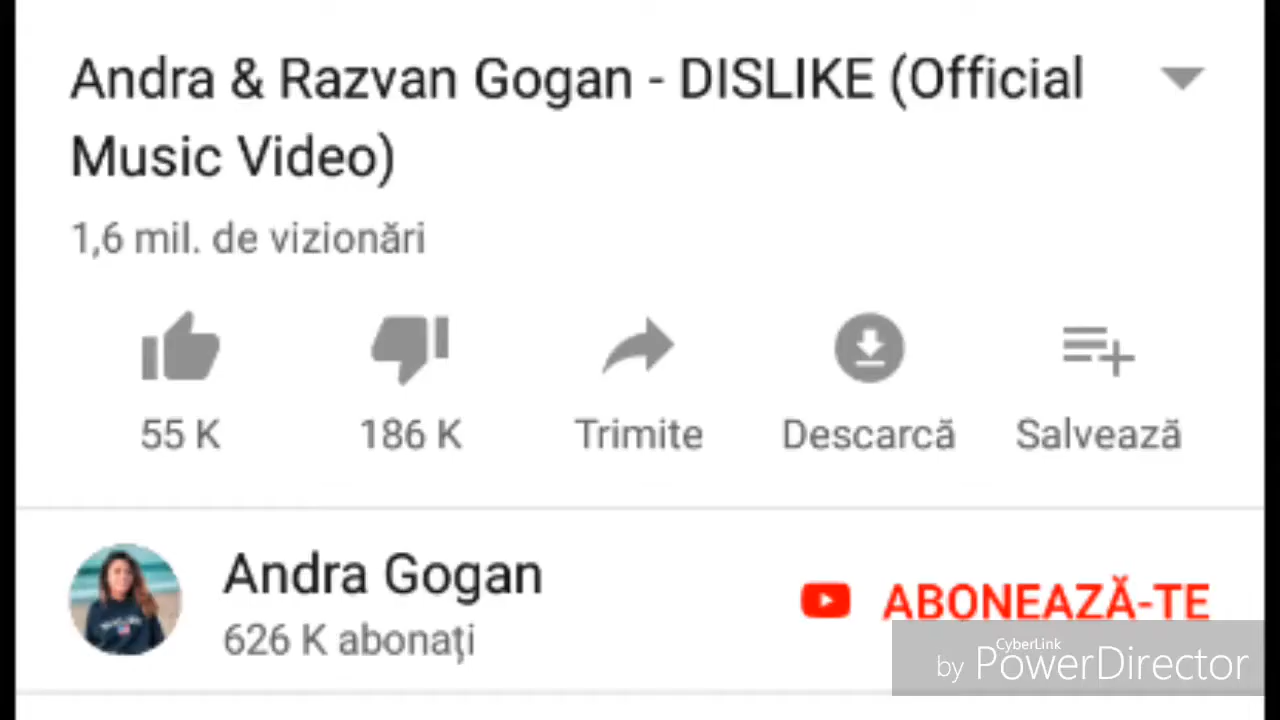 Andra & Razvan Gogan - DISLIKE (Official
Music Video)
1,6 mil. de vizionări
55 K 186 K Trimite Descarcă Salvează
Andra Gogan
626 K abonați
ABONEAZĂ-TE
CyberLink
by PowerDirector